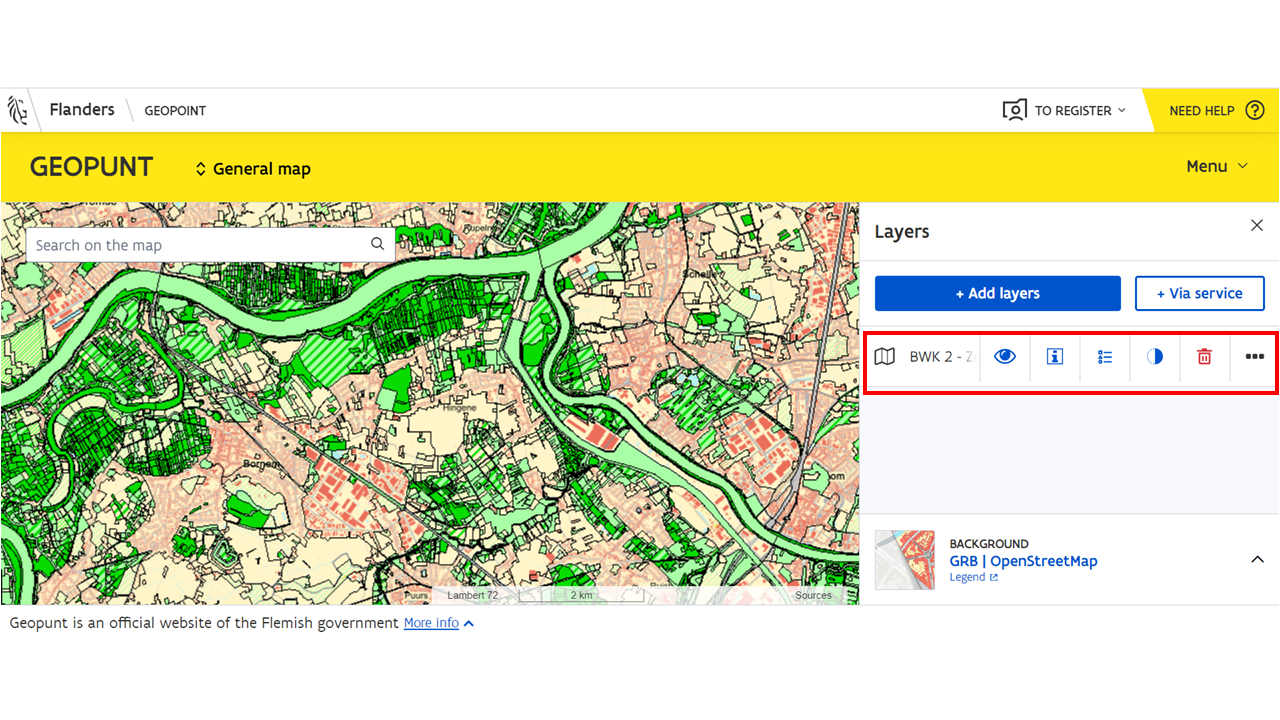 Flanders
GEOPOINT
TO REGISTER
NEED HELP
GEOPUNT
General map
Menu
Search on the map
Schelle
Hingene
Bornem
Puurs
Lambert 72
2 km
Sources
Layers
+ Add layers
+ Via service
BWK 2 - Z
BACKGROUND
GRB | OpenStreetMap
Legend
Geopunt is an official website of the Flemish government More info